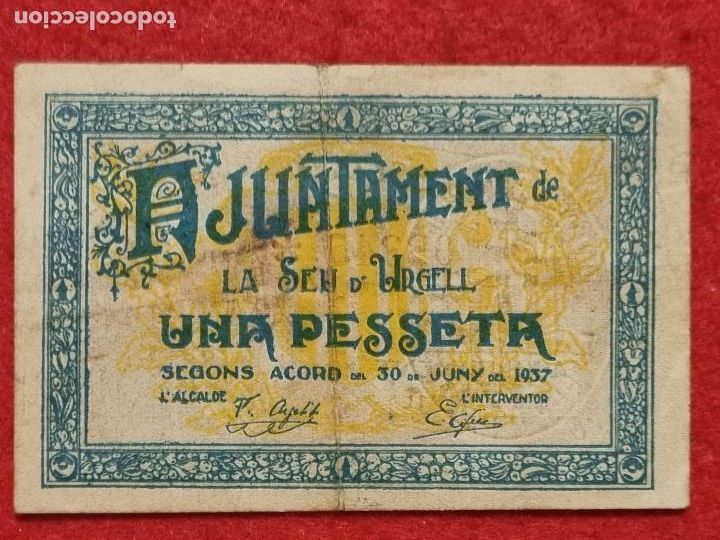 todocoleccion
AJUNTAMENT de
LA SEU D'URGELL
UNA PESSETA
SEGONS ACORD DEL 30 DE JUNY DEL 1937
L'ALCALDE
L'INTERVENTOR